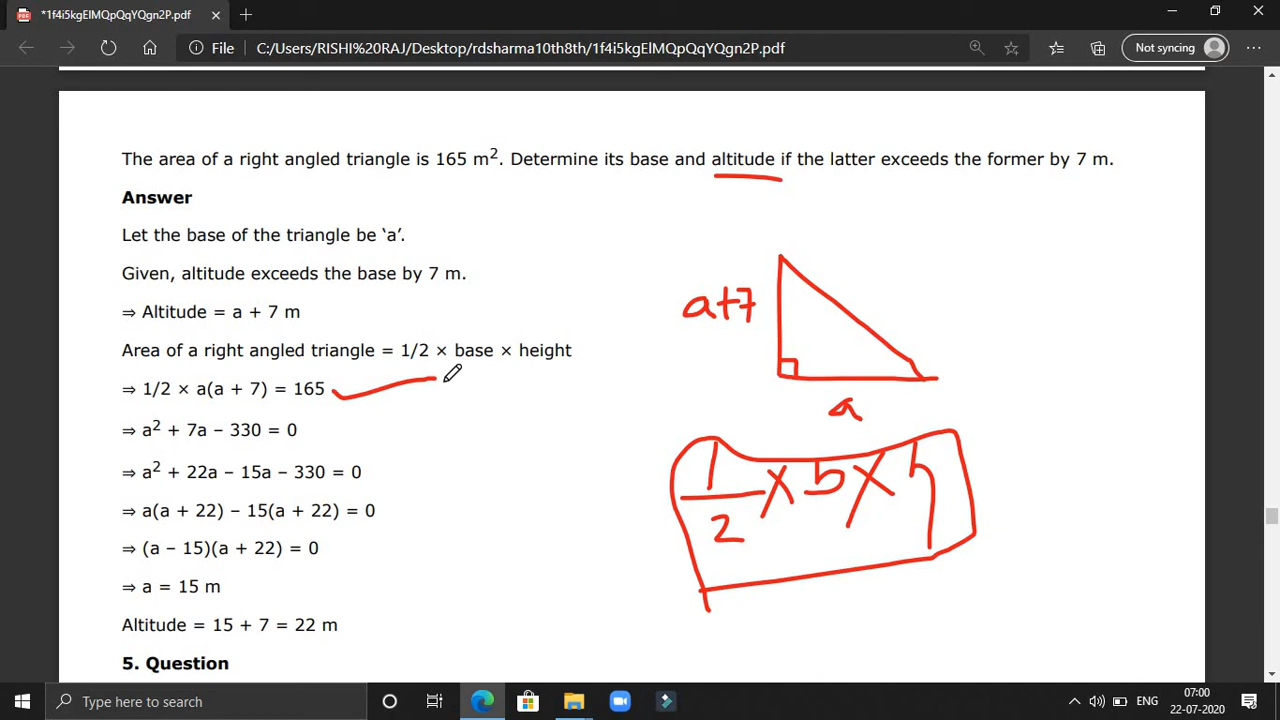 *1f4i5kgElMQpQqYQgn2P.pdf
File C:/Users/RISHI%20RAJ/Desktop/rdsharma10th8th/1f4i5kgElMQpQqYQgn2P.pdf Not syncing
The area of a right angled triangle is 165 m². Determine its base and altitude if the latter exceeds the former by 7 m.
Answer
Let the base of the triangle be ‘a’.
Given, altitude exceeds the base by 7 m.
⇒ Altitude = a + 7 m
a+7
Area of a right angled triangle = 1/2 × base × height
⇒ 1/2 × a(a + 7) = 165
a
⇒ a² + 7a – 330 = 0
⇒ a² + 22a – 15a – 330 = 0
1/2 × b × h
⇒ a(a + 22) – 15(a + 22) = 0
⇒ (a – 15)(a + 22) = 0
⇒ a = 15 m
Altitude = 15 + 7 = 22 m
5. Question
Type here to search ENG 07:00
22-07-2020